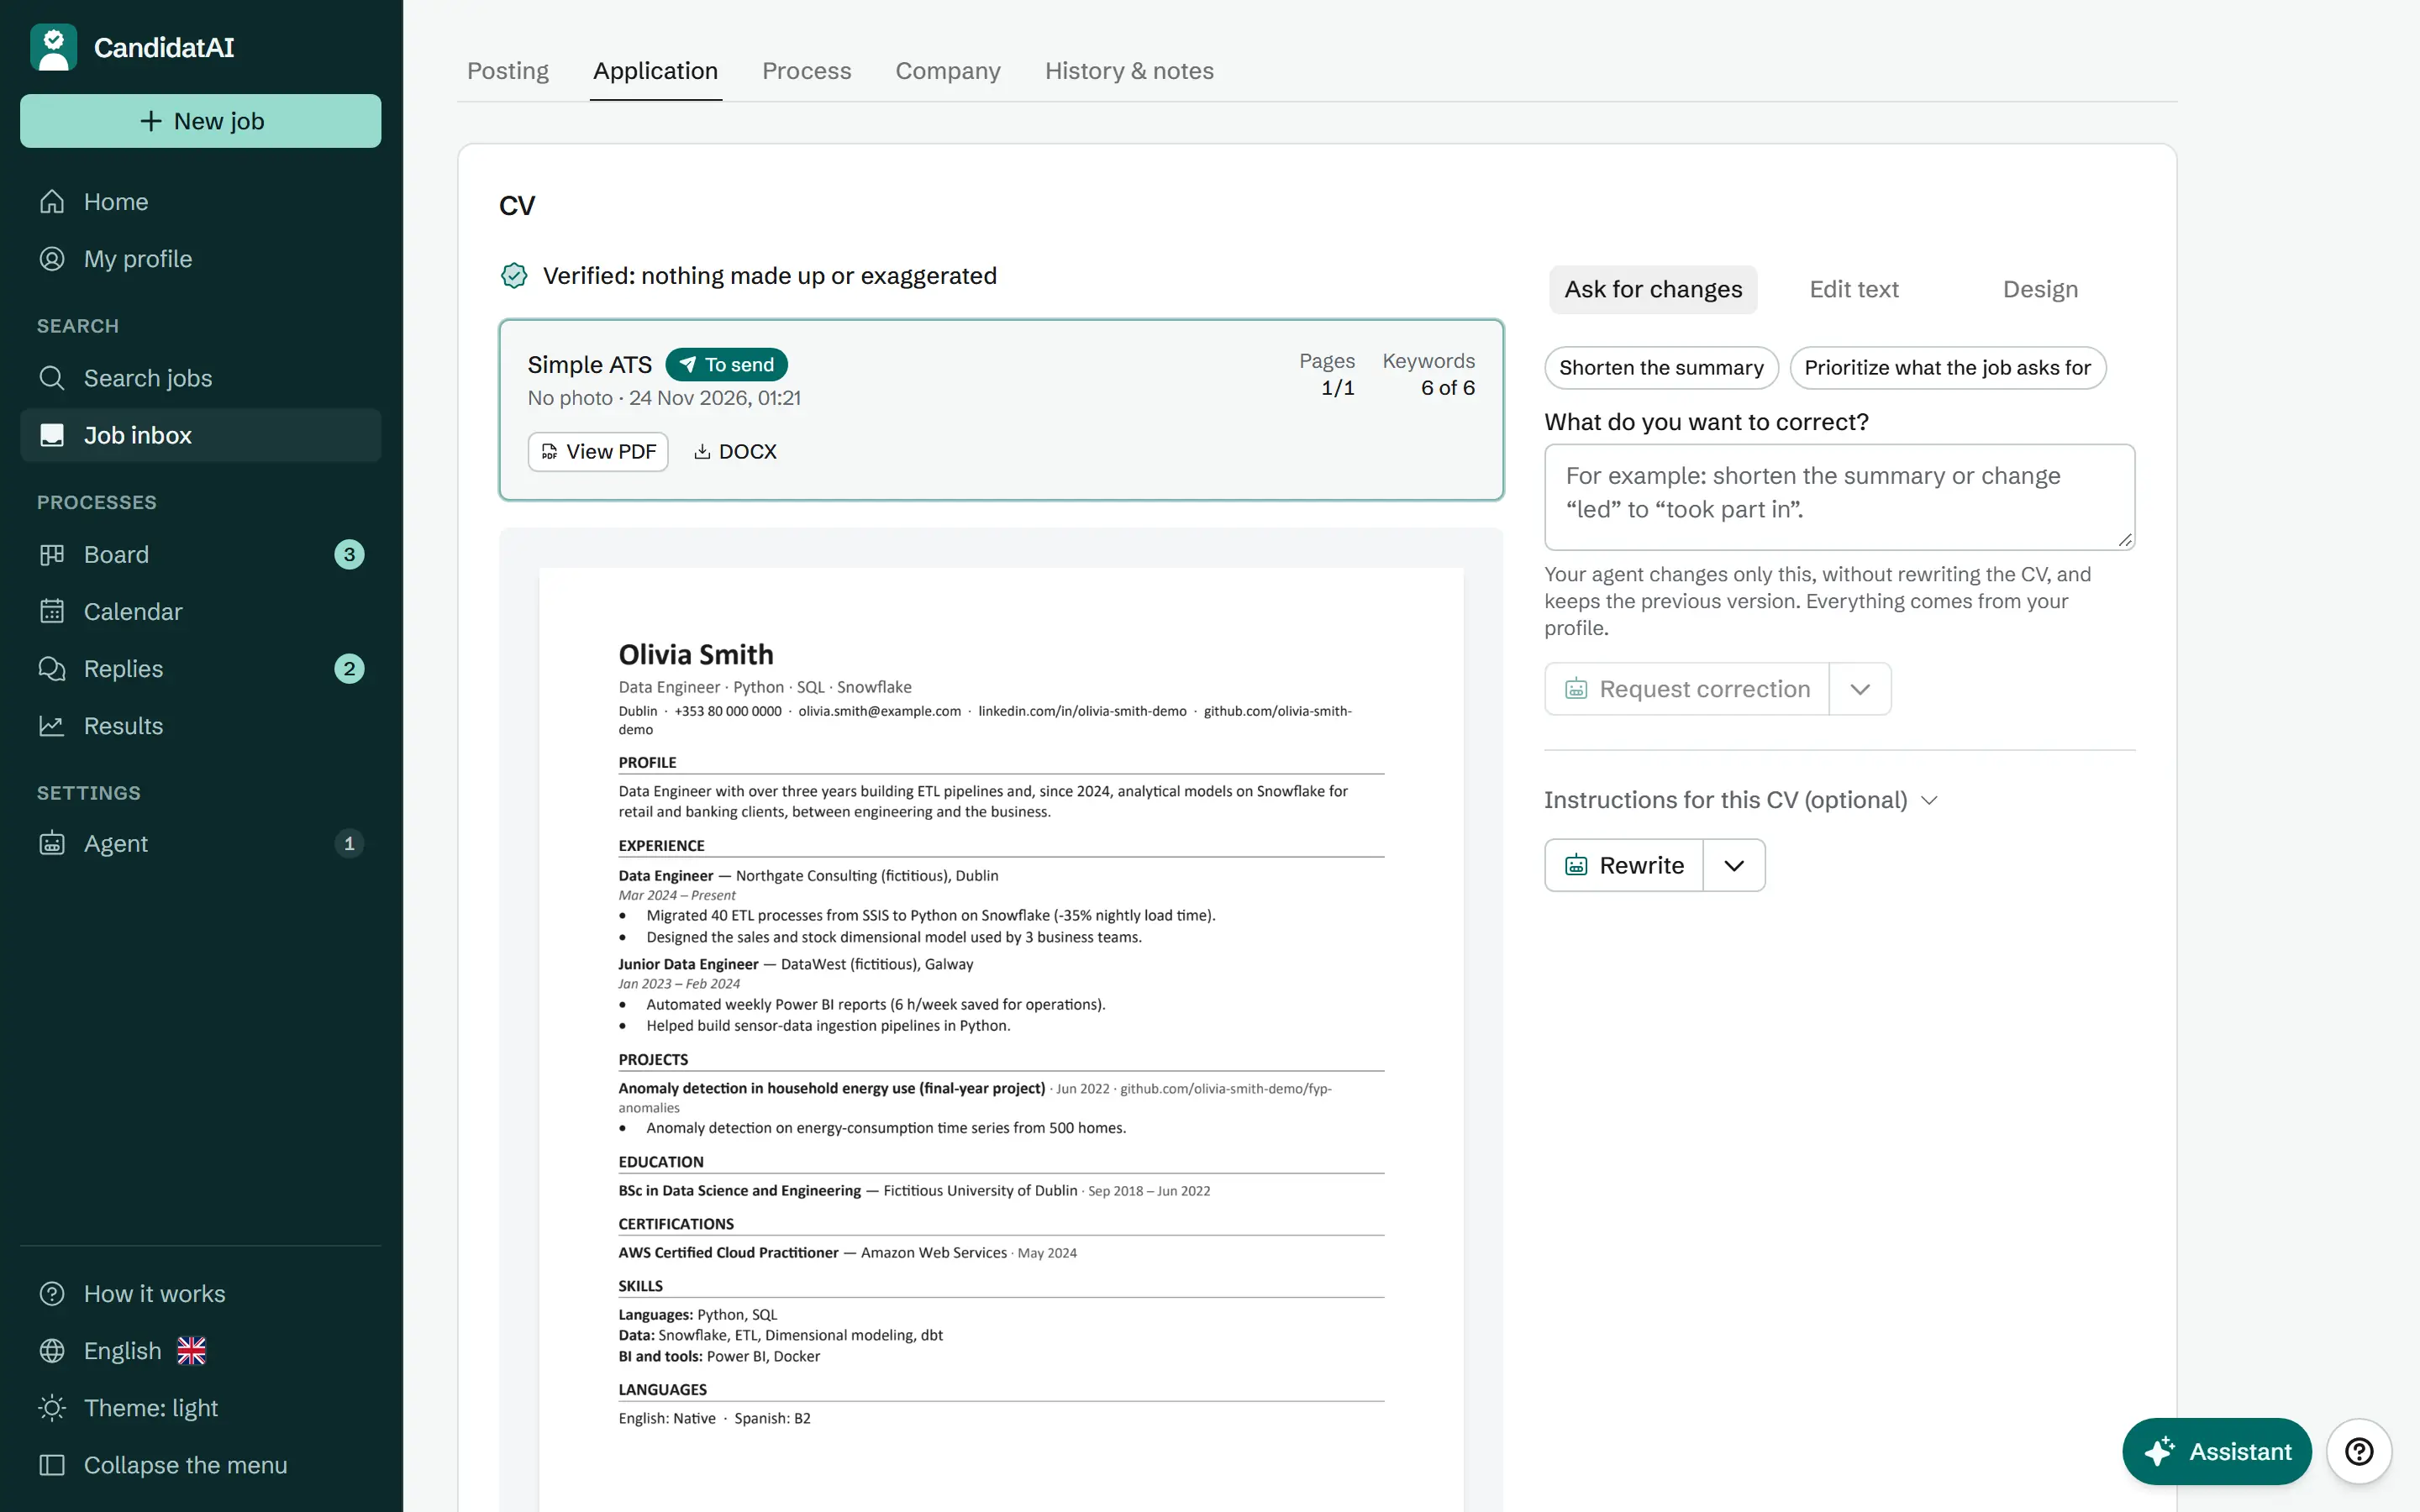 CandidatAI
New job
Home
My profile
SEARCH
Search jobs
Job inbox
PROCESSES
Board 3
Calendar
Replies 2
Results
SETTINGS
Agent 1
How it works
English
Theme: light
Collapse the menu
Posting Application Process Company History & notes
CV
Verified: nothing made up or exaggerated
Simple ATS To send
No photo · 24 Nov 2026, 01:21
Pages Keywords
1/1 6 of 6
PDF View PDF DOCX
Olivia Smith
Data Engineer · Python · SQL · Snowflake
Dublin · +353 80 000 0000 · olivia.smith@example.com · linkedin.com/in/olivia-smith-demo · github.com/olivia-smith-
demo
PROFILE
Data Engineer with over three years building ETL pipelines and, since 2024, analytical models on Snowflake for
retail and banking clients, between engineering and the business.
EXPERIENCE
Data Engineer — Northgate Consulting (fictitious), Dublin
Mar 2024 – Present
• Migrated 40 ETL processes from SSIS to Python on Snowflake (-35% nightly load time).
• Designed the sales and stock dimensional model used by 3 business teams.
Junior Data Engineer — DataWest (fictitious), Galway
Jan 2023 – Feb 2024
• Automated weekly Power BI reports (6 h/week saved for operations).
• Helped build sensor-data ingestion pipelines in Python.
PROJECTS
Anomaly detection in household energy use (final-year project) · Jun 2022 · github.com/olivia-smith-demo/fyp-
anomalies
• Anomaly detection on energy-consumption time series from 500 homes.
EDUCATION
BSc in Data Science and Engineering — Fictitious University of Dublin · Sep 2018 – Jun 2022
CERTIFICATIONS
AWS Certified Cloud Practitioner — Amazon Web Services · May 2024
SKILLS
Languages: Python, SQL
Data: Snowflake, ETL, Dimensional modeling, dbt
BI and tools: Power BI, Docker
LANGUAGES
English: Native · Spanish: B2
Ask for changes Edit text Design
Shorten the summary Prioritize what the job asks for
What do you want to correct?
For example: shorten the summary or change
“led” to “took part in”.
Your agent changes only this, without rewriting the CV, and
keeps the previous version. Everything comes from your
profile.
Request correction
Instructions for this CV (optional)
Rewrite
Assistant